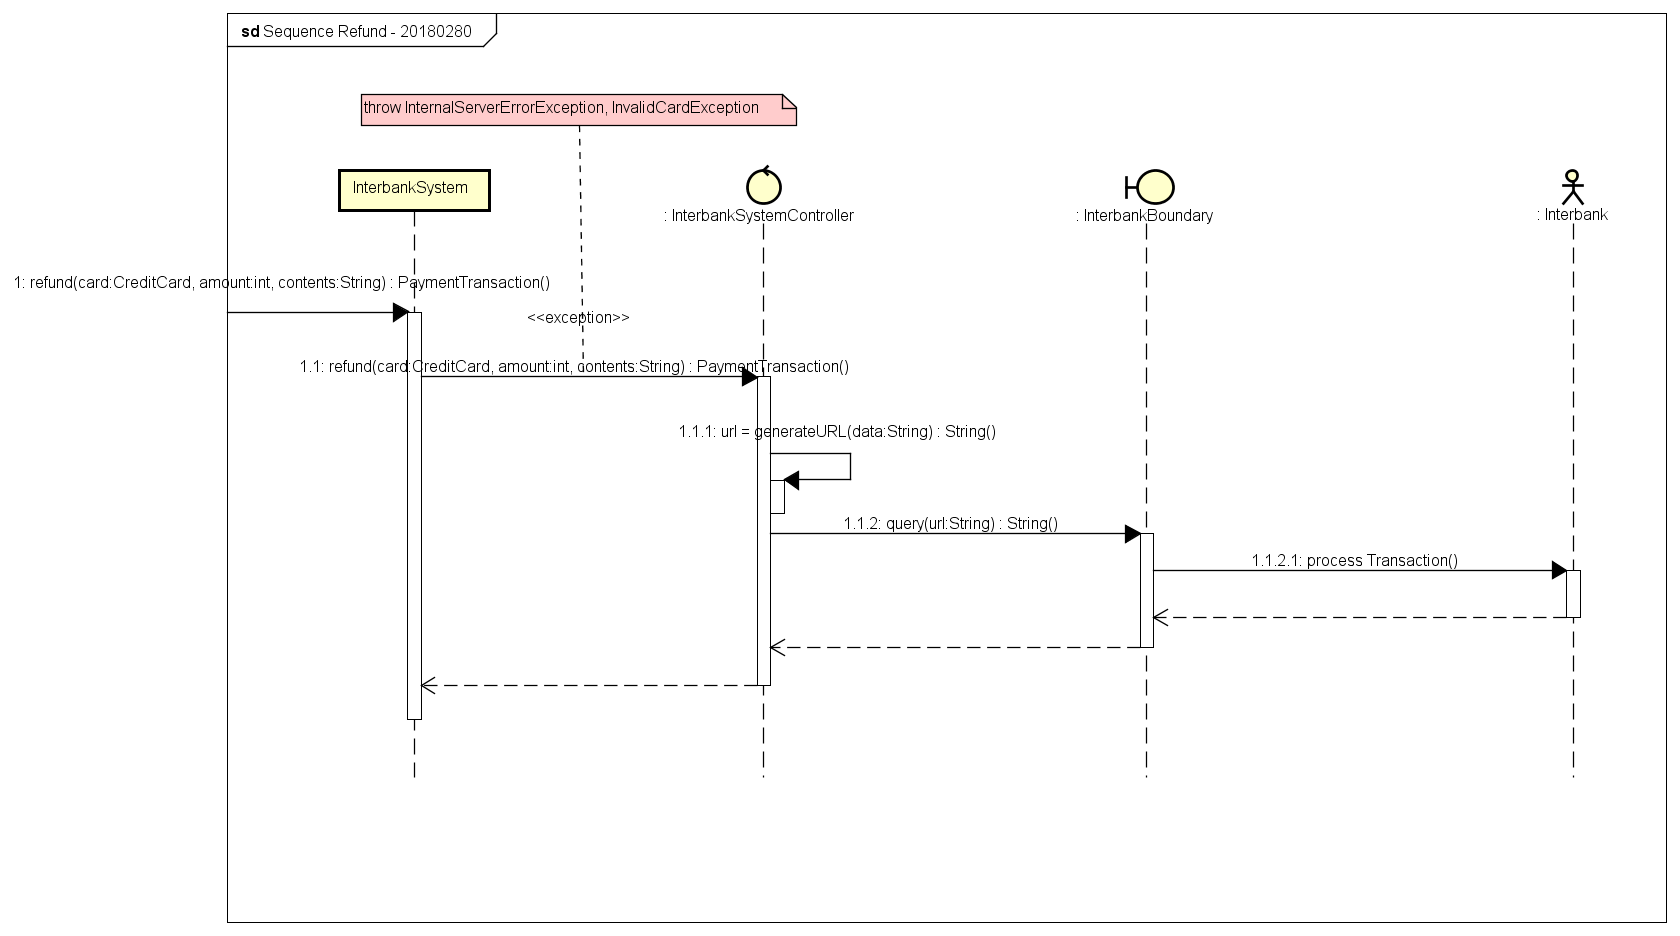 sd Sequence Refund - 20180280
throw InternalServerErrorException, InvalidCardException
InterbankSystem
: InterbankSystemController
: InterbankBoundary
: Interbank
1: refund(card:CreditCard, amount:int, contents:String) : PaymentTransaction()
<<exception>>
1.1: refund(card:CreditCard, amount:int, contents:String) : PaymentTransaction()
1.1.1: url = generateURL(data:String) : String()
1.1.2: query(url:String) : String()
1.1.2.1: process Transaction()